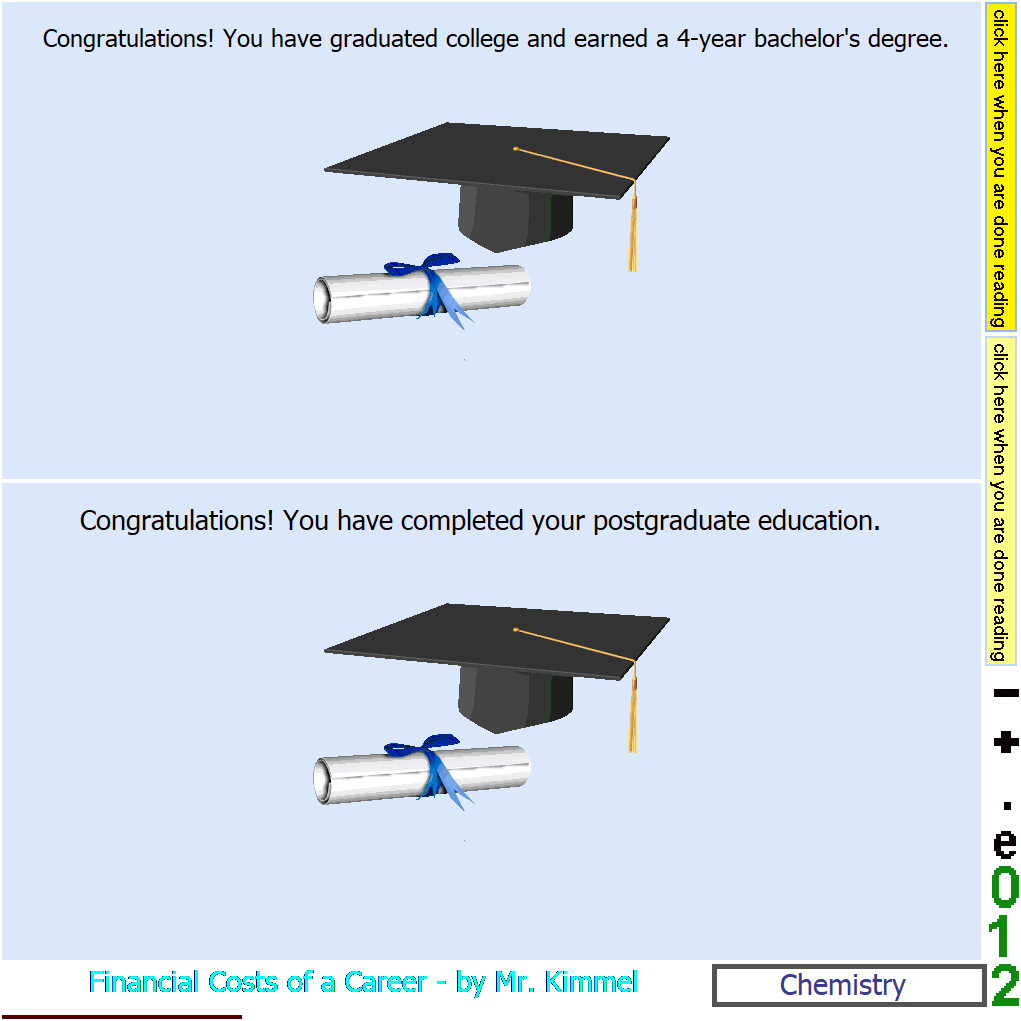 Congratulations! You have graduated college and earned a 4-year bachelor's degree.
click here when you are done reading
click here when you are done reading
Congratulations! You have completed your postgraduate education.
-
+
.
e
0
1
2
Financial Costs of a Career - by Mr. Kimmel
Chemistry